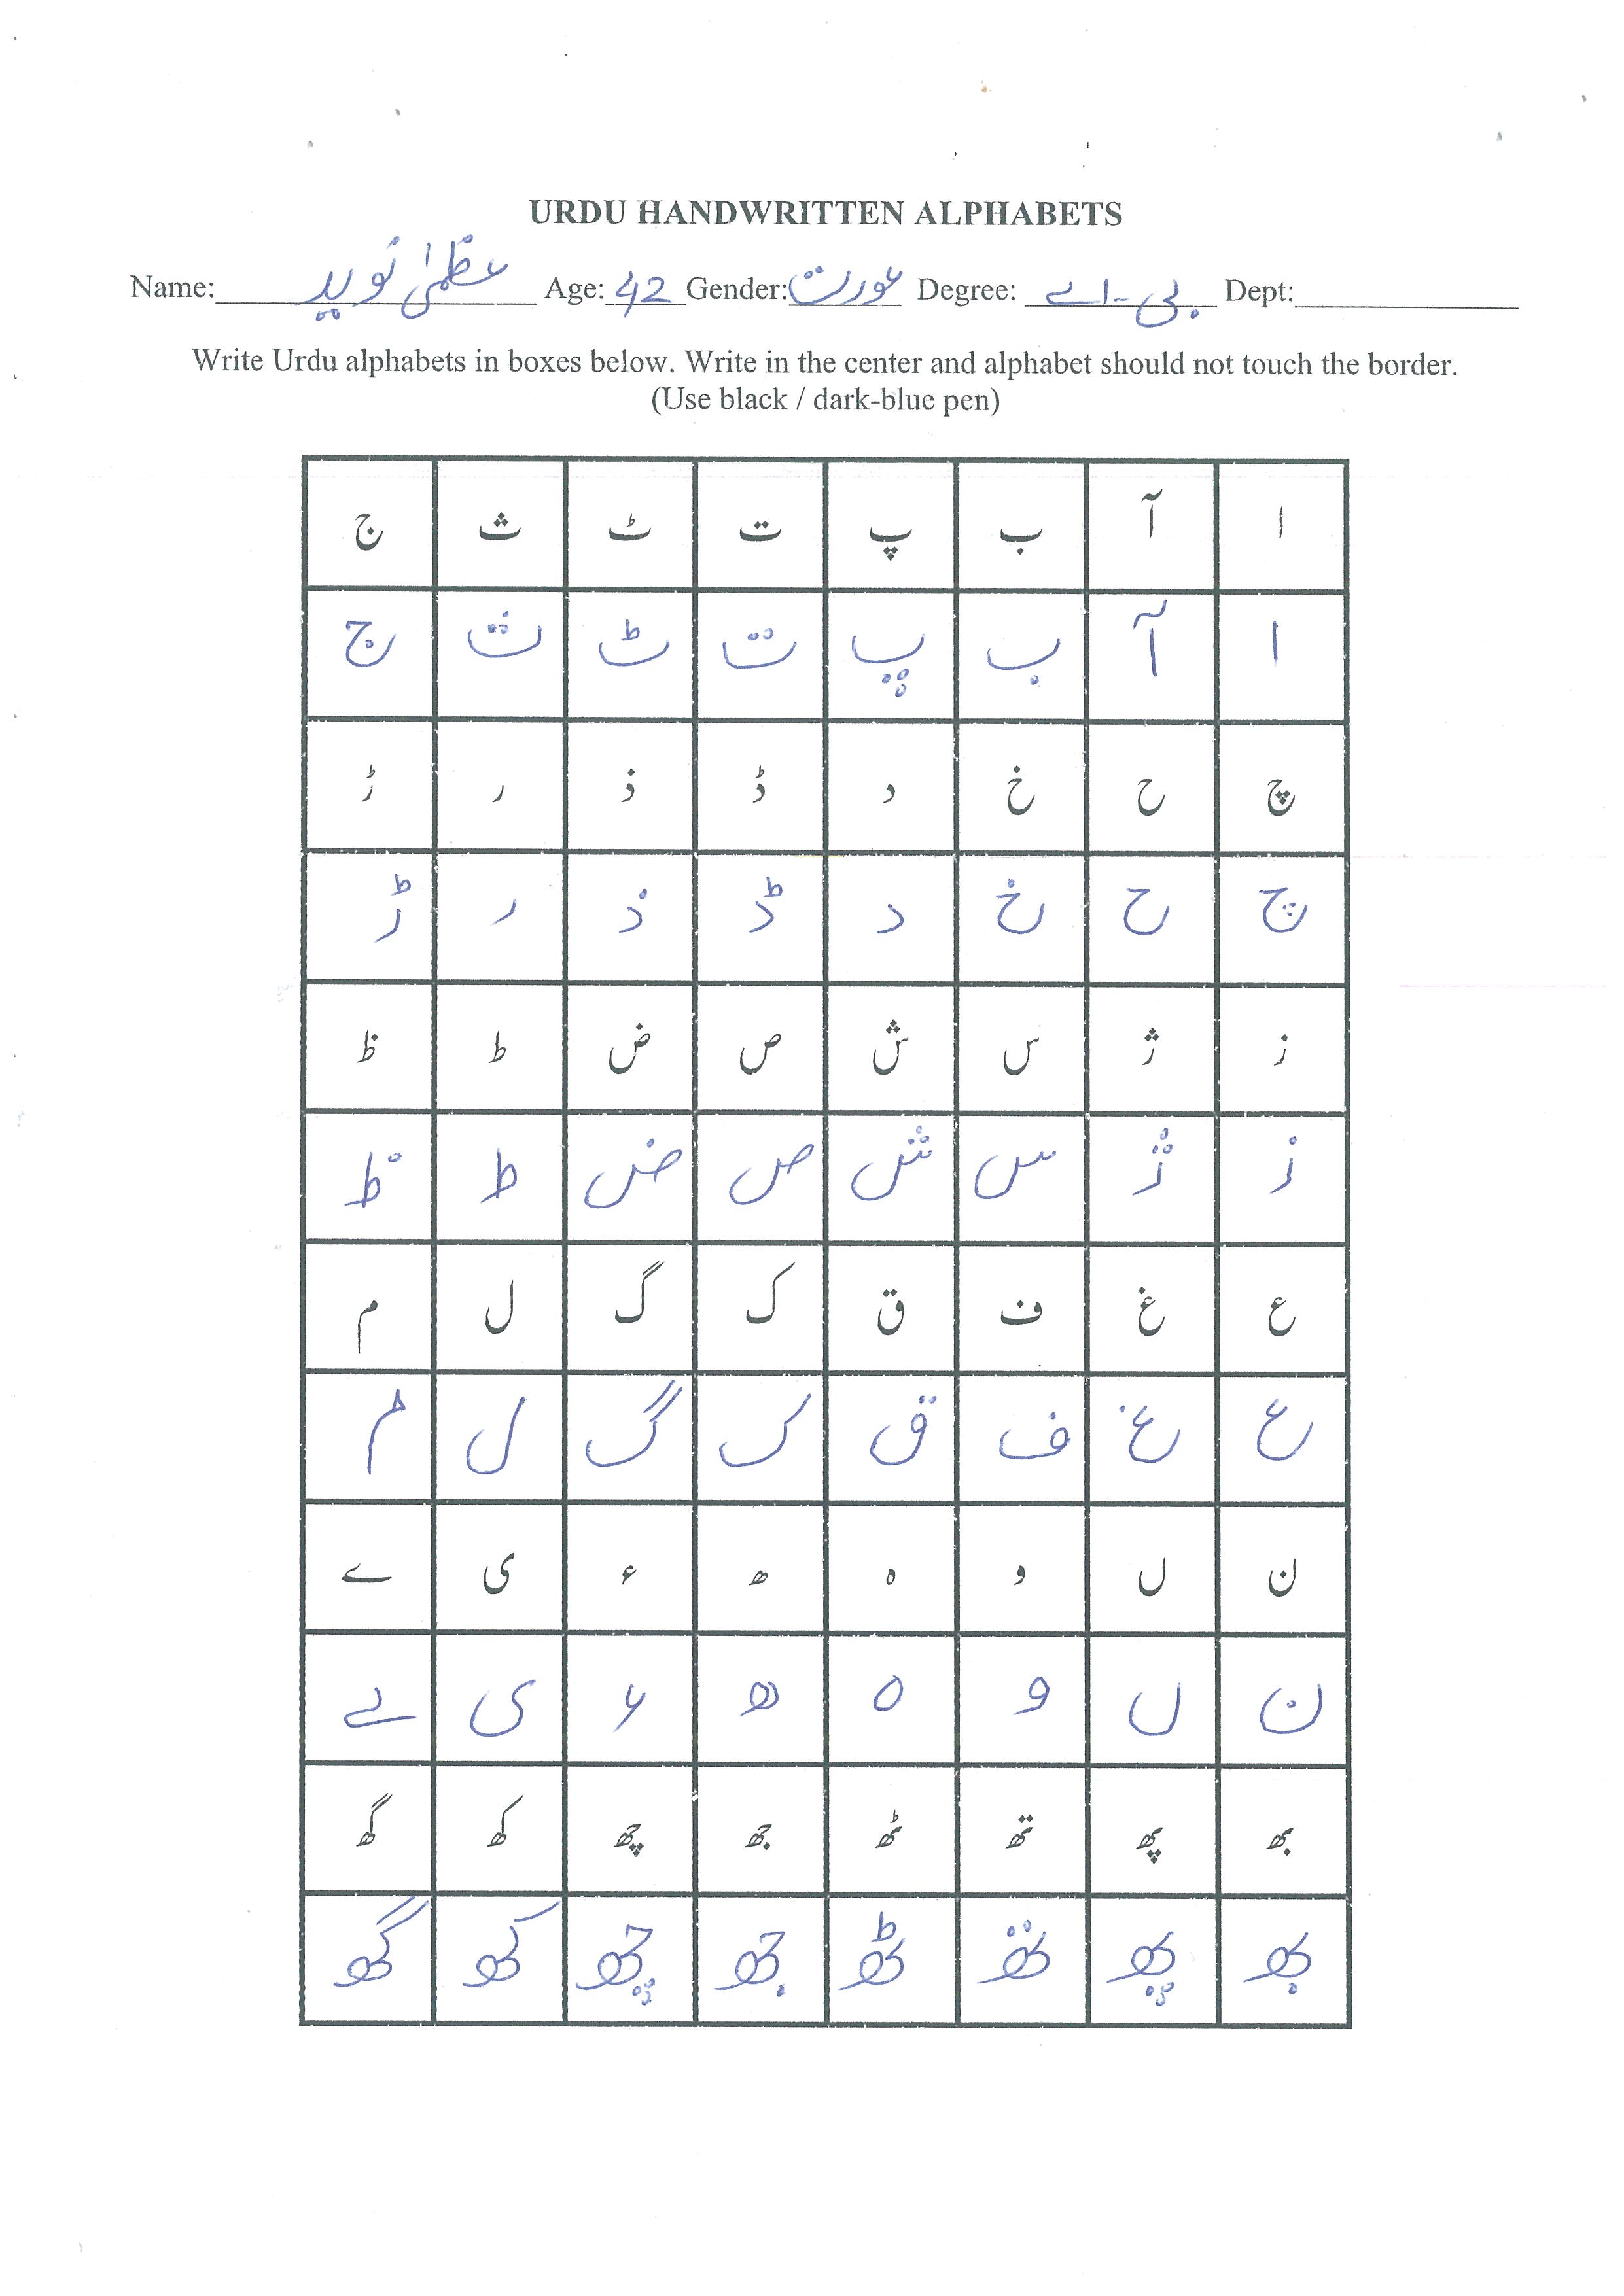 URDU HANDWRITTEN ALPHABETS
Name: عظمیٰ نوید Age: 42 Gender: عورت Degree: بی-اے Dept:
Write Urdu alphabets in boxes below. Write in the center and alphabet should not touch the border.
(Use black / dark-blue pen)
ا آ ب پ ت ٹ ث ج
ا آ ب پ ت ٹ ث ج
چ ح خ د ڈ ذ ر ڑ
چ ح خ د ڈ ذ ر ڑ
ز ژ س ش ص ض ط ظ
ز ژ س ش ص ض ط ظ
ع غ ف ق ک گ ل م
ع غ ف ق ک گ ل م
ن ں و ہ ھ ء ی ے
ن ں و ہ ھ ء ی ے
بھ پھ تھ ٹھ جھ چھ کھ گھ
بھ پھ تھ ٹھ جھ چھ کھ گھ